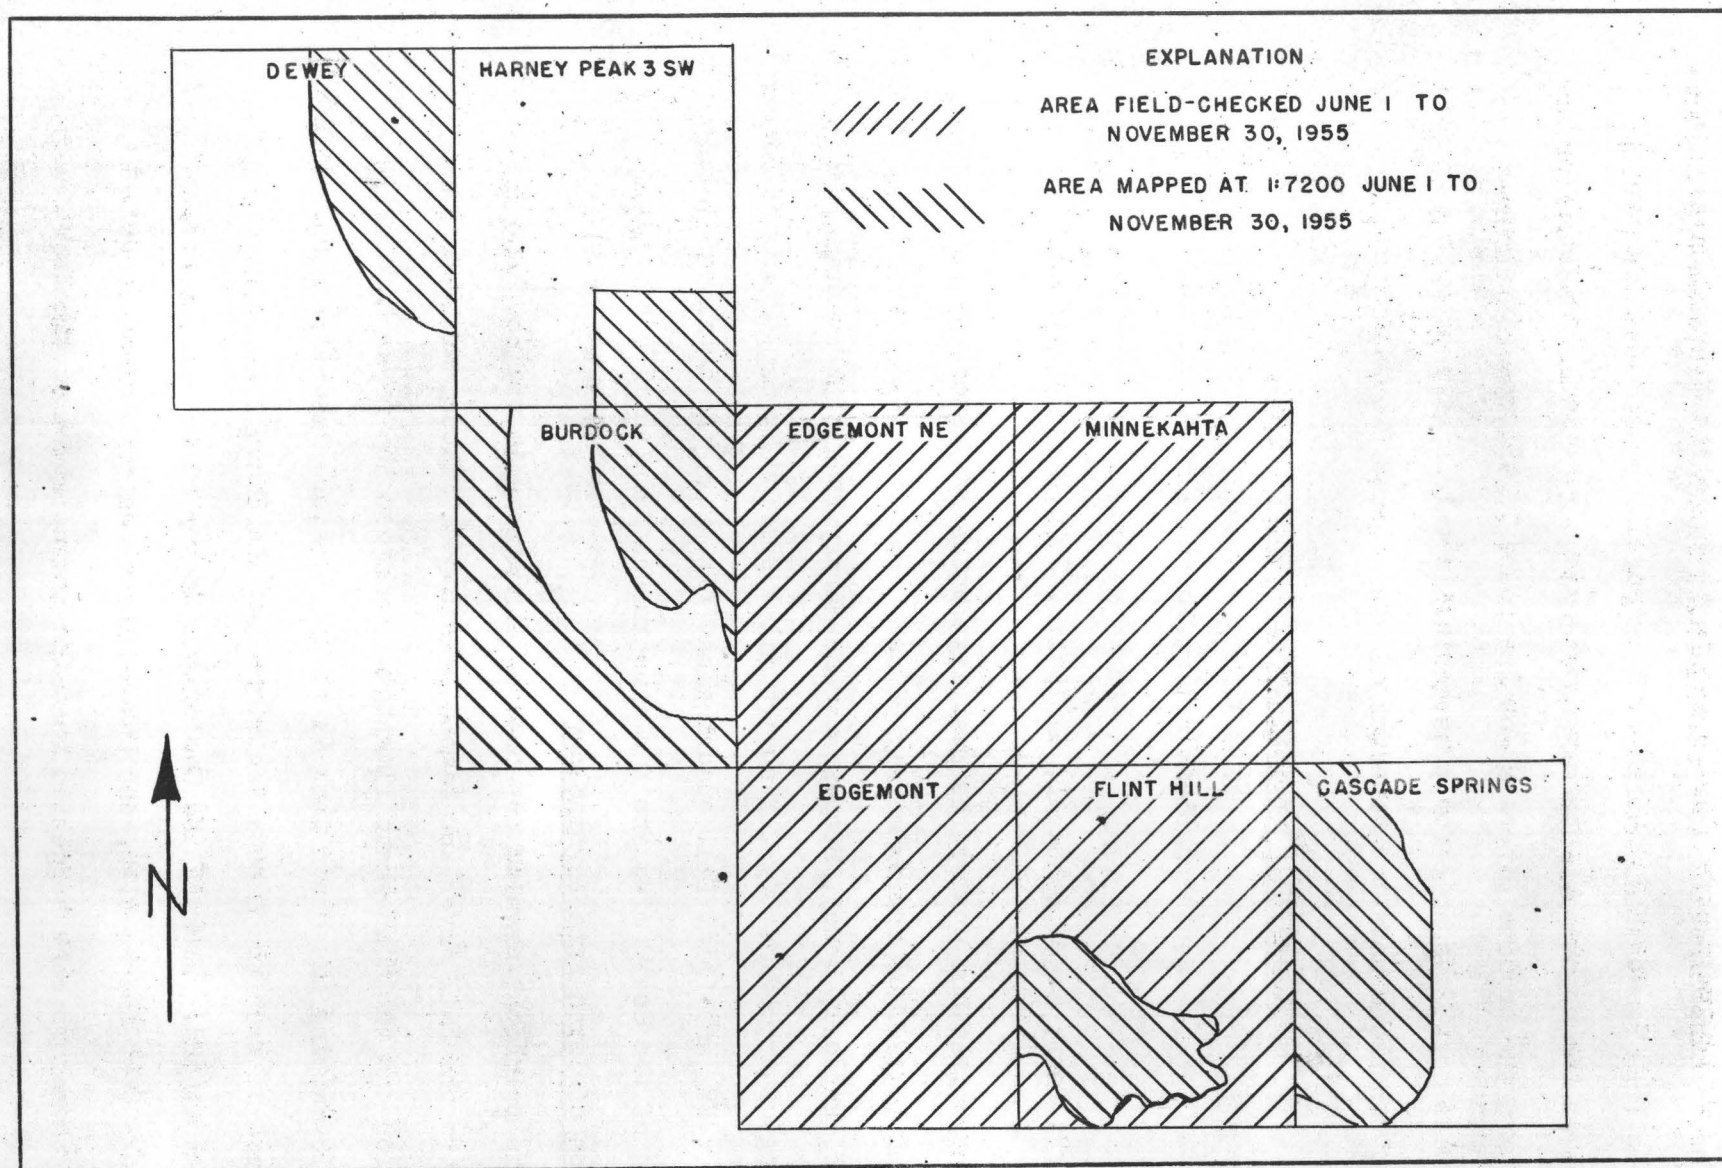 DEWEY
HARNEY PEAK 3 SW
EXPLANATION
AREA FIELD-CHECKED JUNE 1 TO
NOVEMBER 30, 1955
AREA MAPPED AT 1:7200 JUNE 1 TO
NOVEMBER 30, 1955
BURDOCK
EDGEMONT NE
MINNEKAHTA
EDGEMONT
FLINT HILL
CASCADE SPRINGS
N